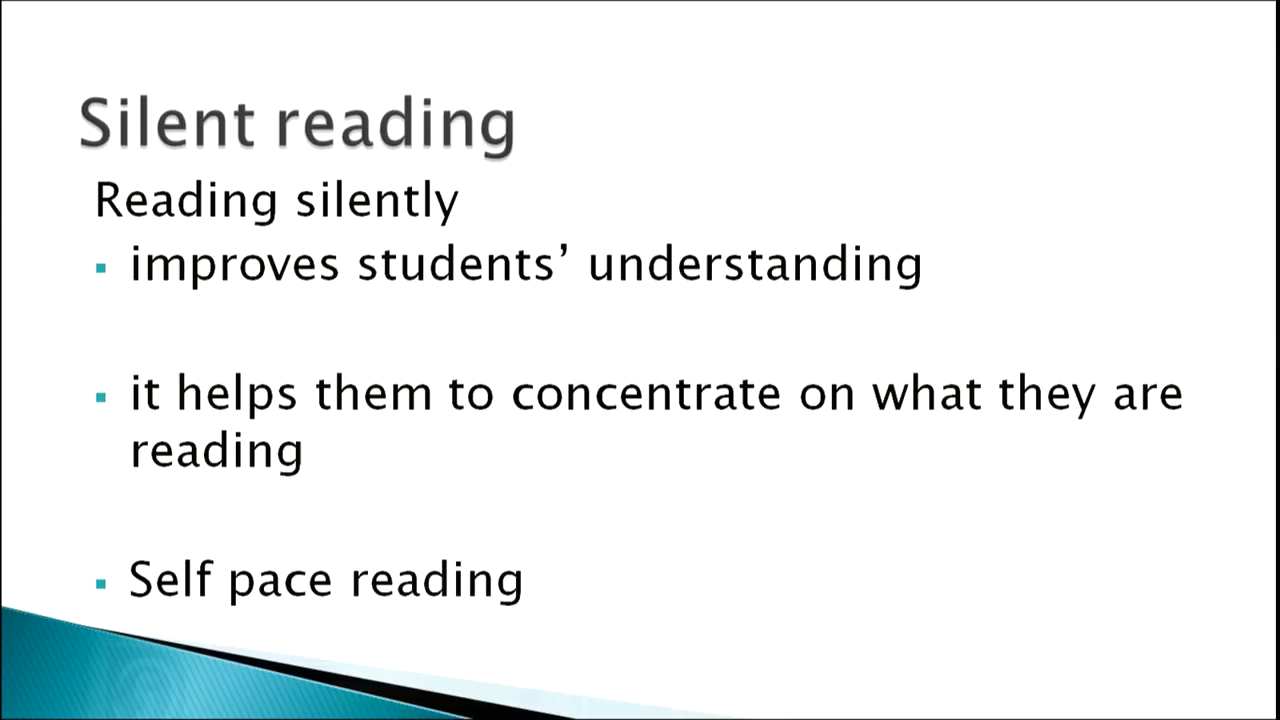 Silent reading
Reading silently
▪ improves students’ understanding
▪ it helps them to concentrate on what they are
reading
▪ Self pace reading